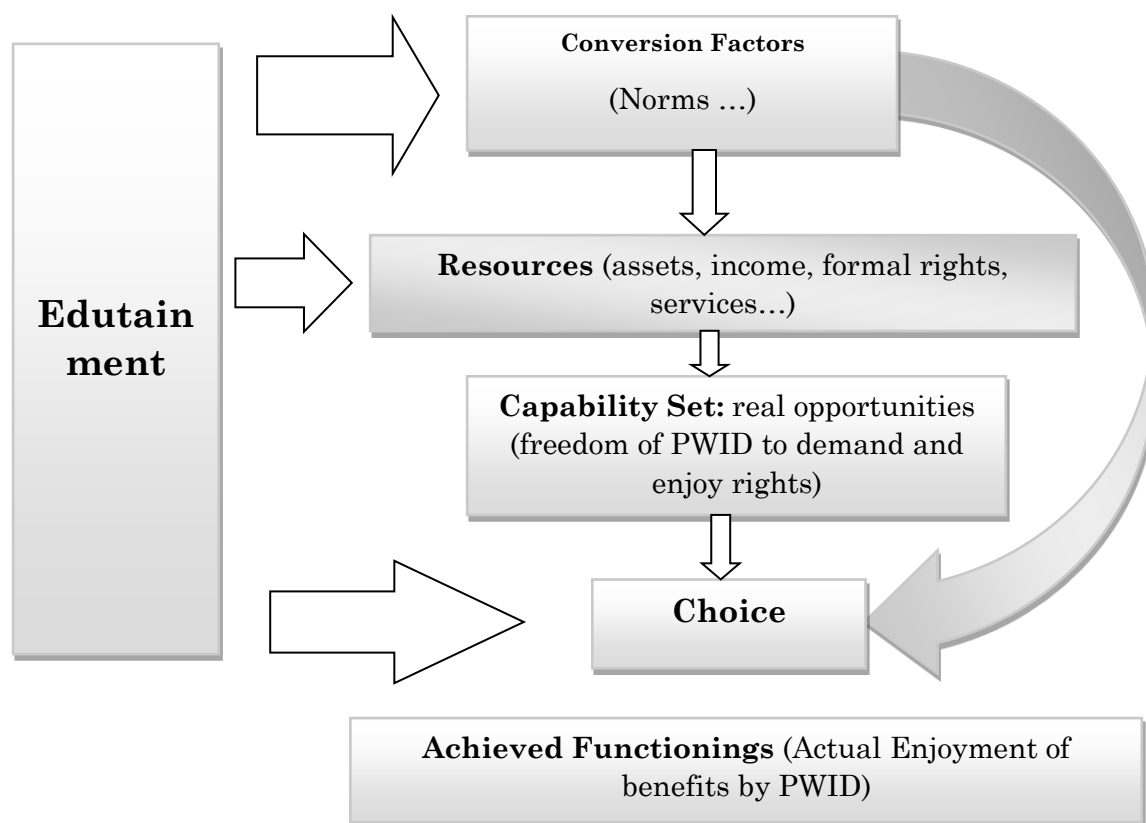 Conversion Factors
(Norms …)
Resources (assets, income, formal rights,
services…)
Edutain
ment
Capability Set: real opportunities
(freedom of PWID to demand and
enjoy rights)
Choice
Achieved Functionings (Actual Enjoyment of
benefits by PWID)